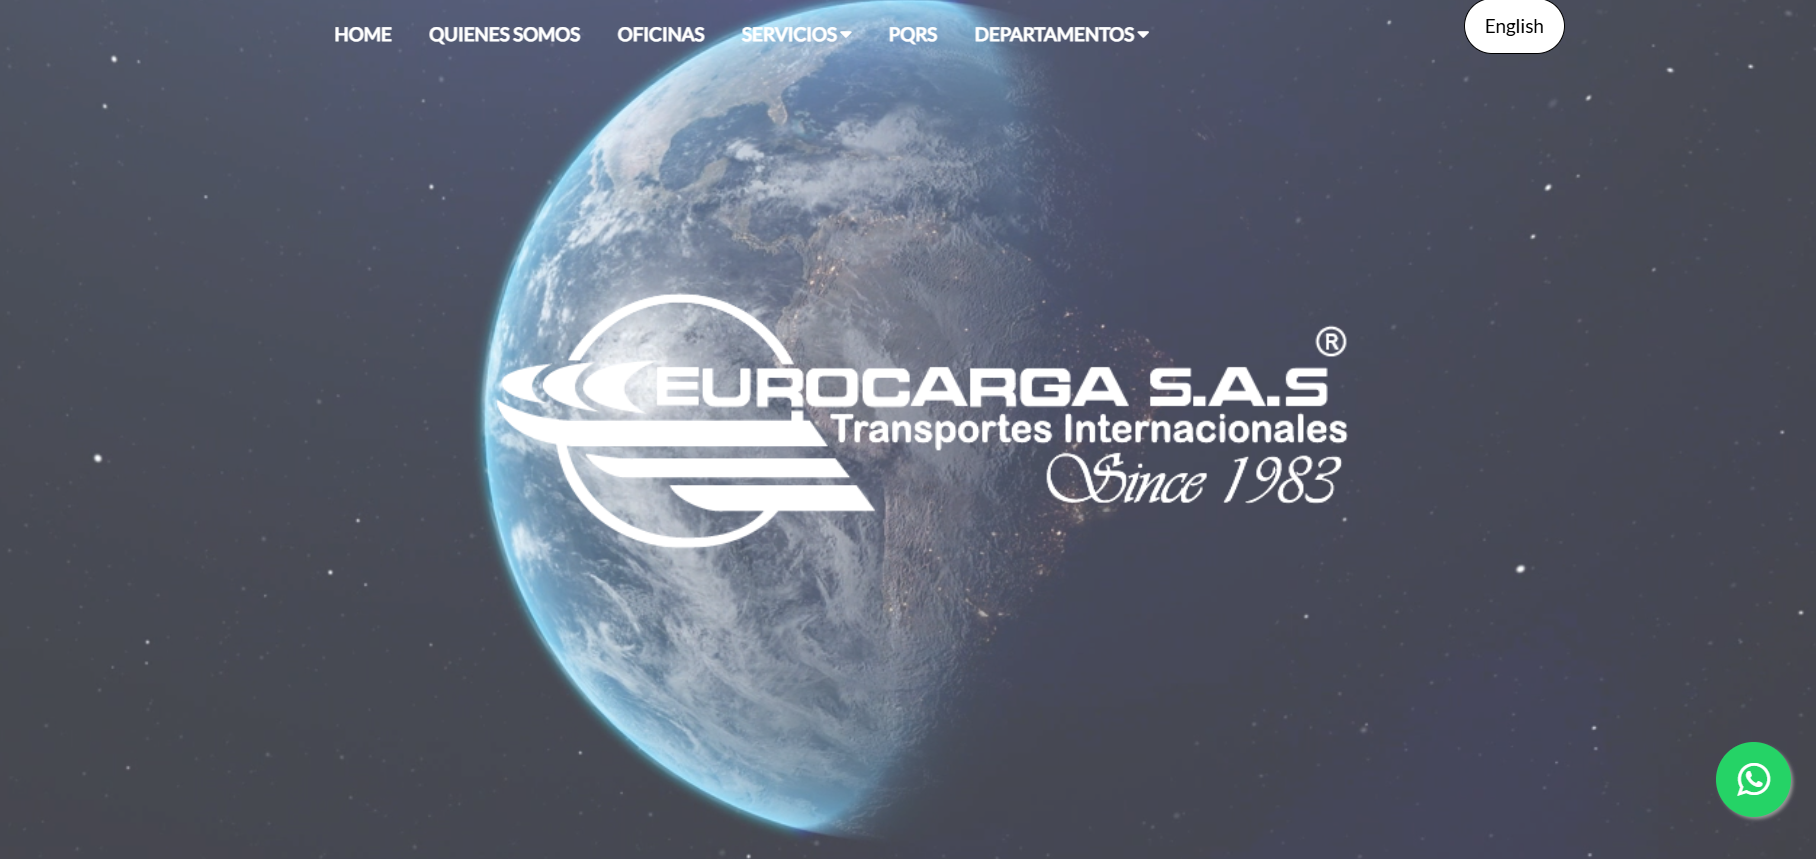 HOME QUIENES SOMOS OFICINAS SERVICIOS PQRS DEPARTAMENTOS English
®
EUROCARGA S.A.S
Transportes Internacionales
Since 1983